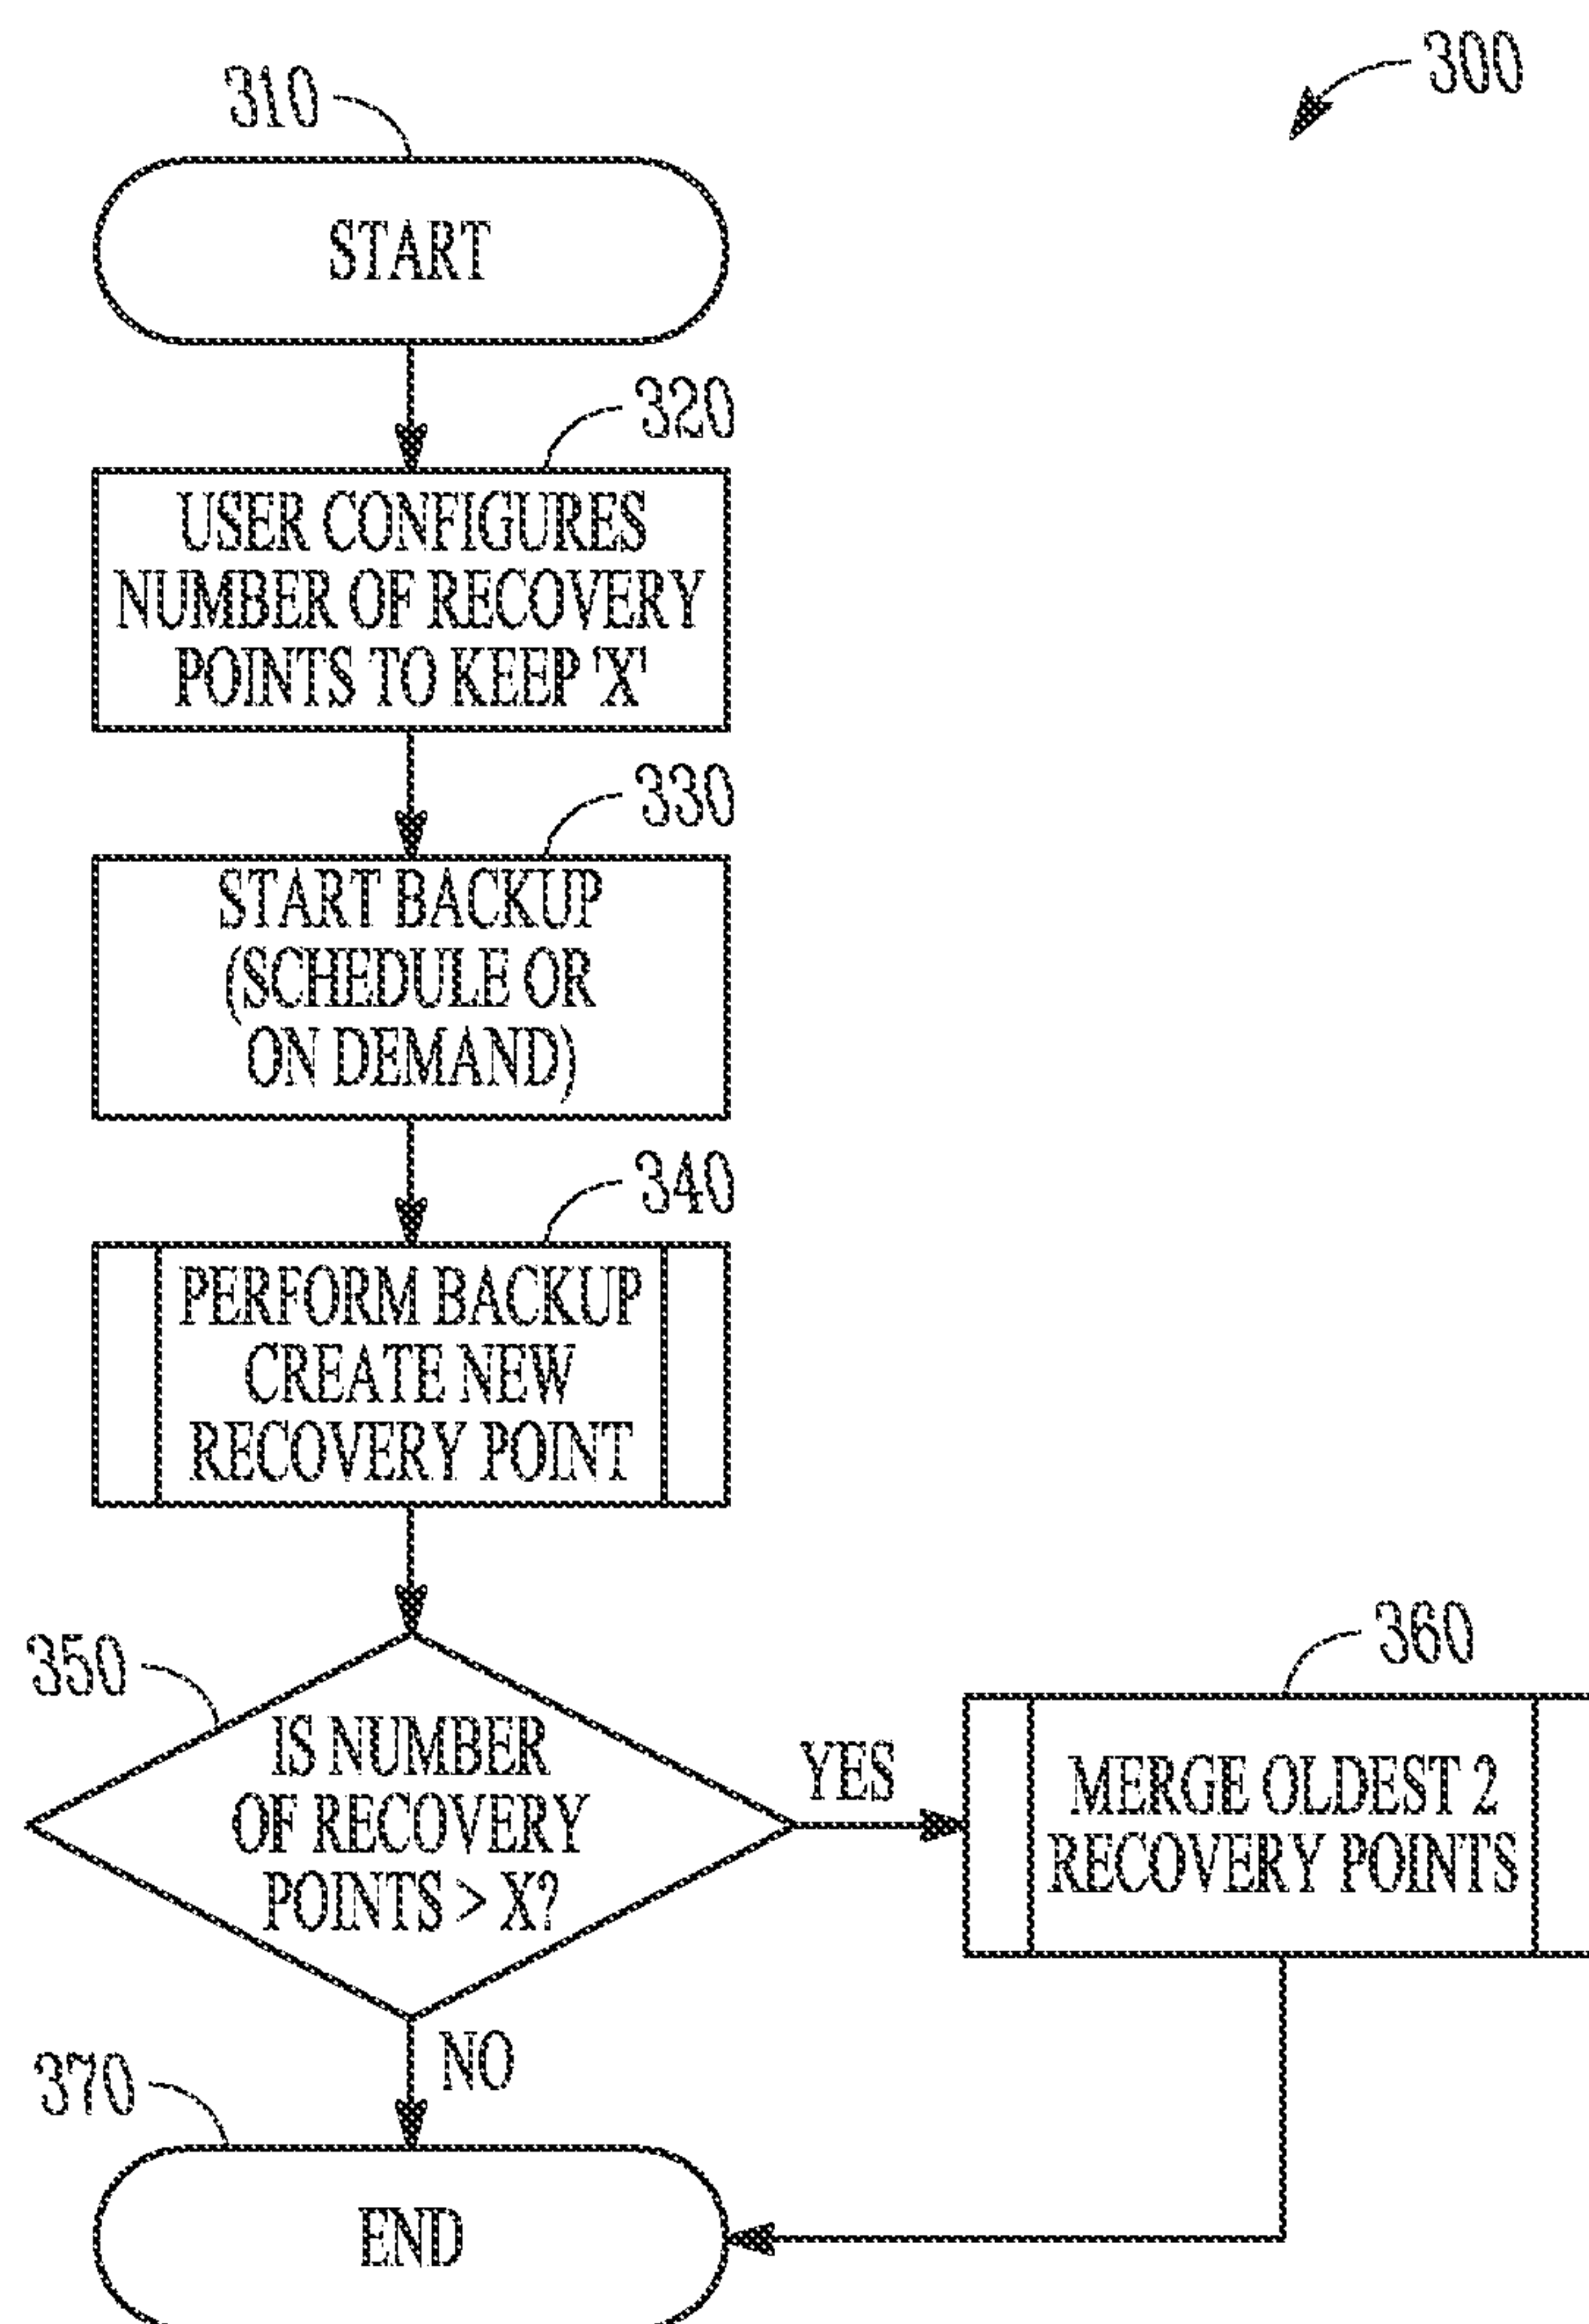 300
310
START
320
USER CONFIGURES
NUMBER OF RECOVERY
POINTS TO KEEP 'X'
330
START BACKUP
(SCHEDULE OR
ON DEMAND)
340
PERFORM BACKUP
CREATE NEW
RECOVERY POINT
350
IS NUMBER
OF RECOVERY
POINTS > X?
YES
360
MERGE OLDEST 2
RECOVERY POINTS
NO
370
END